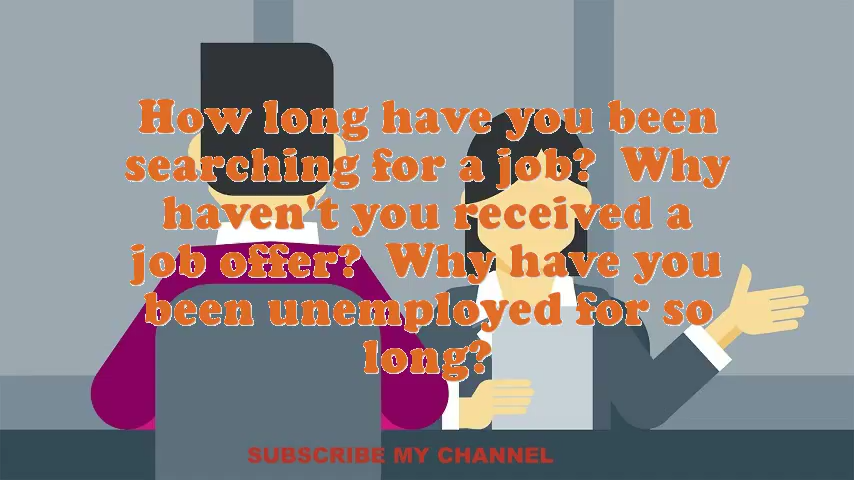 How long have you been
searching for a job? Why
haven't you received a
job offer? Why have you
been unemployed for so
long?
SUBSCRIBE MY CHANNEL